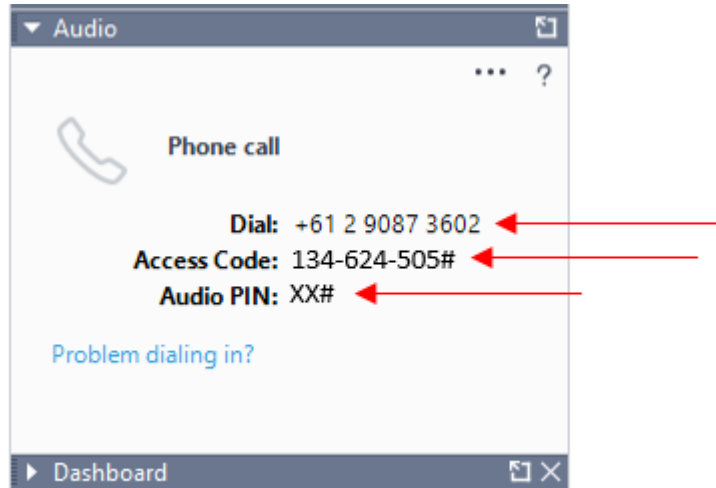 Audio
... ?
Phone call
Dial: +61 2 9087 3602
Access Code: 134-624-505#
Audio PIN: XX#
Problem dialing in?
Dashboard